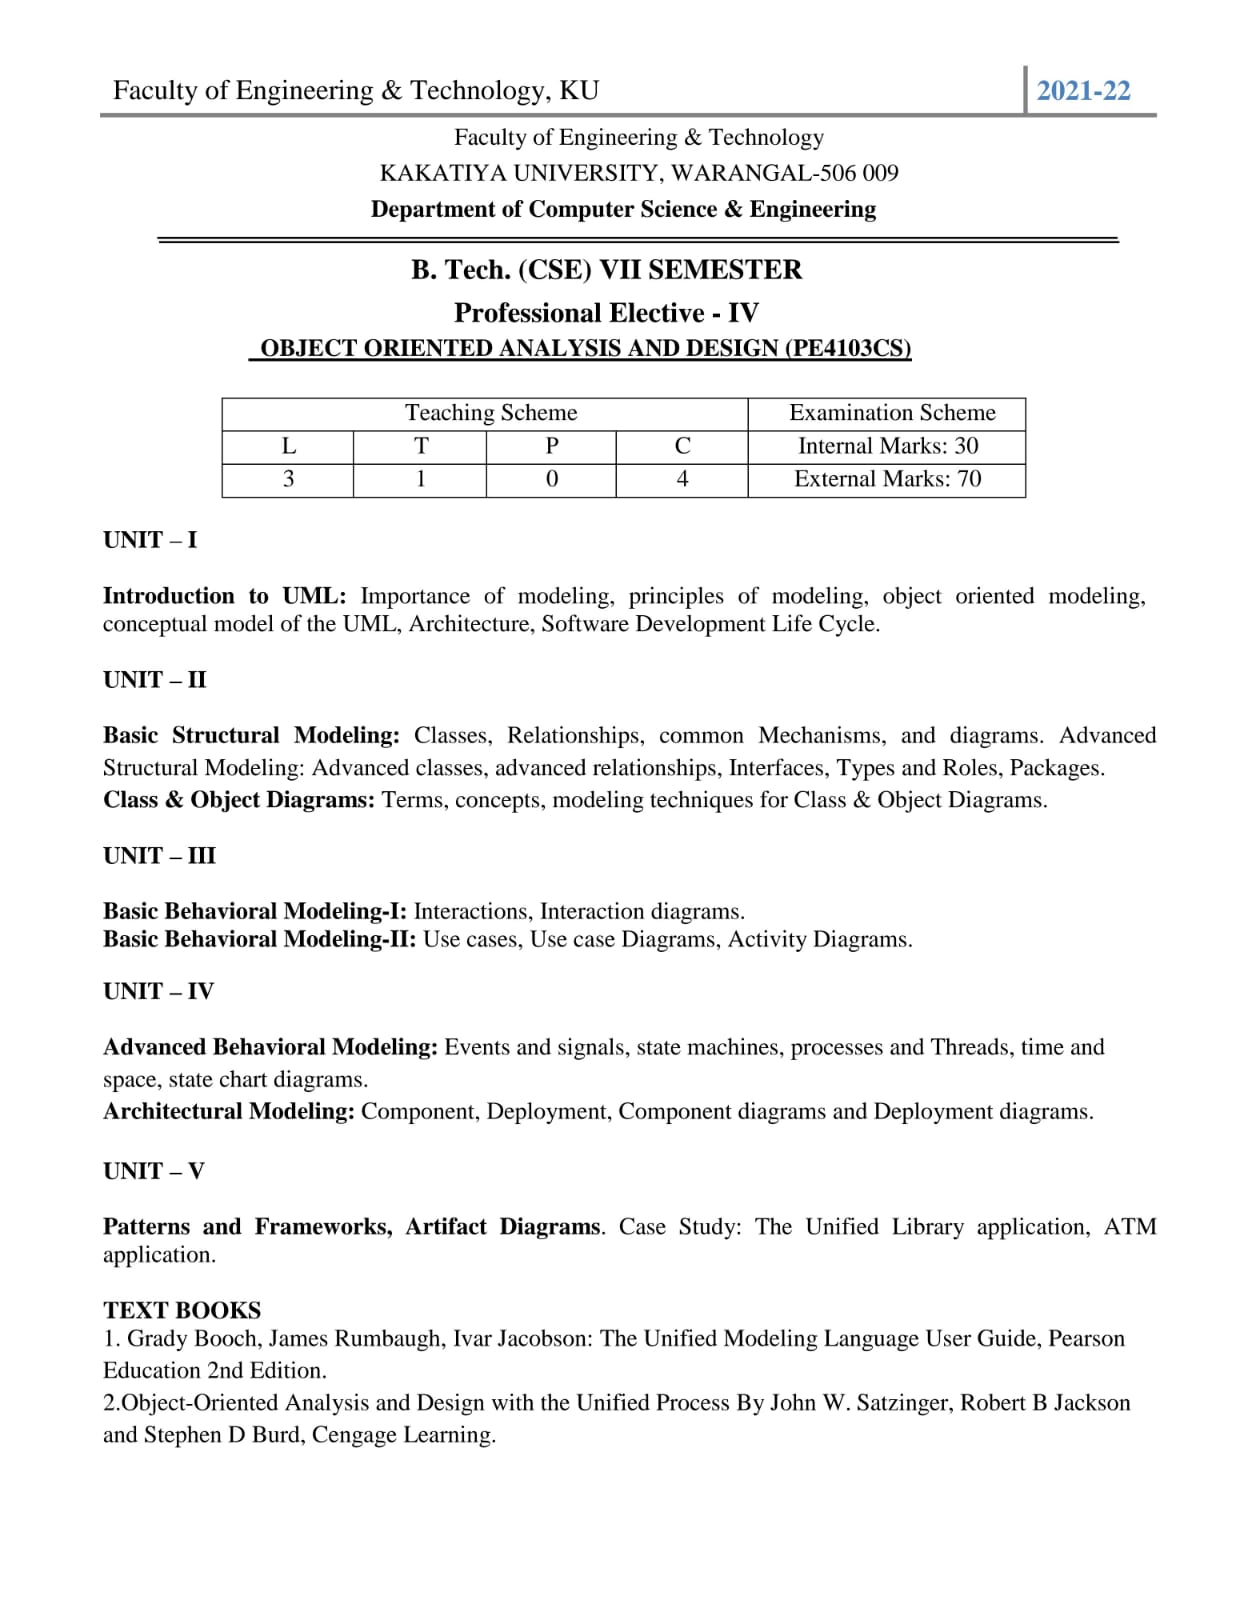 Faculty of Engineering & Technology, KU 2021-22
Faculty of Engineering & Technology
KAKATIYA UNIVERSITY, WARANGAL-506 009
Department of Computer Science & Engineering
B. Tech. (CSE) VII SEMESTER
Professional Elective - IV
OBJECT ORIENTED ANALYSIS AND DESIGN (PE4103CS)
Teaching Scheme Examination Scheme
L T P C Internal Marks: 30
3 1 0 4 External Marks: 70
UNIT – I
Introduction to UML: Importance of modeling, principles of modeling, object oriented modeling,
conceptual model of the UML, Architecture, Software Development Life Cycle.
UNIT – II
Basic Structural Modeling: Classes, Relationships, common Mechanisms, and diagrams. Advanced
Structural Modeling: Advanced classes, advanced relationships, Interfaces, Types and Roles, Packages.
Class & Object Diagrams: Terms, concepts, modeling techniques for Class & Object Diagrams.
UNIT – III
Basic Behavioral Modeling-I: Interactions, Interaction diagrams.
Basic Behavioral Modeling-II: Use cases, Use case Diagrams, Activity Diagrams.
UNIT – IV
Advanced Behavioral Modeling: Events and signals, state machines, processes and Threads, time and
space, state chart diagrams.
Architectural Modeling: Component, Deployment, Component diagrams and Deployment diagrams.
UNIT – V
Patterns and Frameworks, Artifact Diagrams. Case Study: The Unified Library application, ATM
application.
TEXT BOOKS
1. Grady Booch, James Rumbaugh, Ivar Jacobson: The Unified Modeling Language User Guide, Pearson
Education 2nd Edition.
2.Object-Oriented Analysis and Design with the Unified Process By John W. Satzinger, Robert B Jackson
and Stephen D Burd, Cengage Learning.